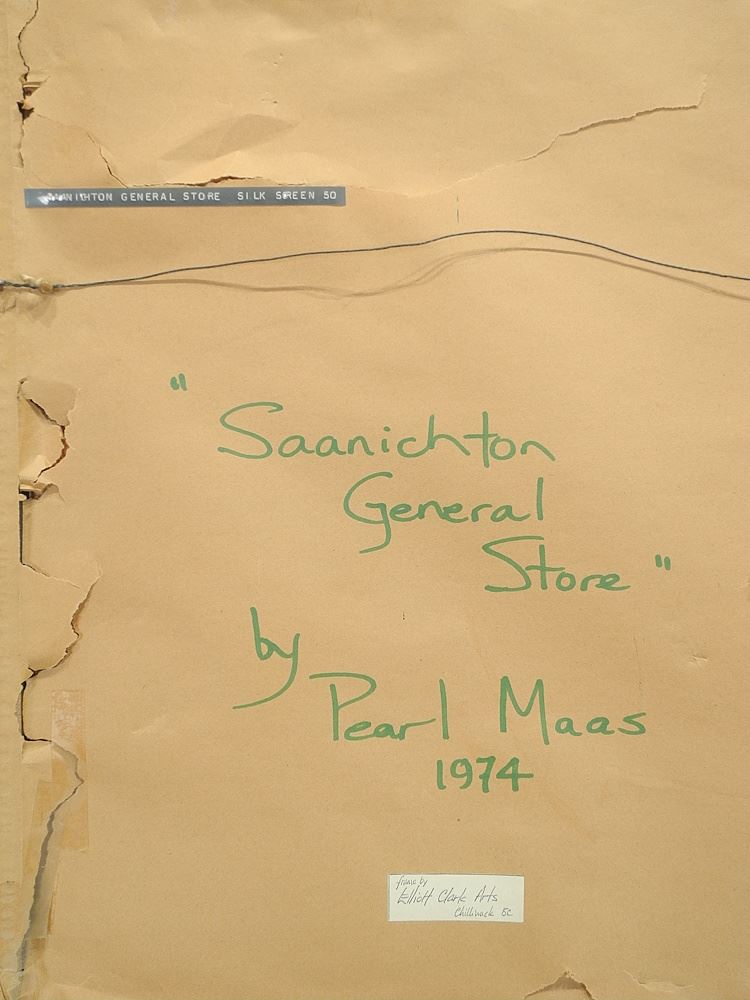 SAANICHTON GENERAL STORE SILK SCREEN 50
"Saanichton
General
Store"
by
Pearl Maas
1974
frame by
Elliott Clark Arts
Chilliwack BC